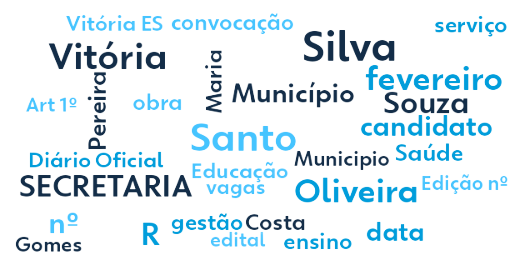 Vitória ES
convocação
serviço
Vitória
Silva
Maria
Pereira
fevereiro
Município
Souza
Art 1º
obra
candidato
Santo
Municipio
Saúde
Diário Oficial
Educação
Edição nº
SECRETARIA
vagas
Oliveira
nº
gestão
Costa
R
data
edital
ensino
Gomes